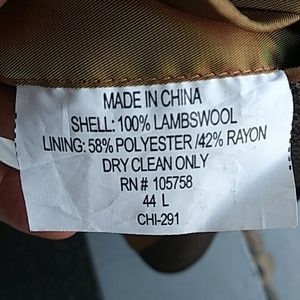 MADE IN CHINA
SHELL: 100% LAMBSWOOL
LINING: 58% POLYESTER /42% RAYON
DRY CLEAN ONLY
RN # 105758
44 L
CHI-291